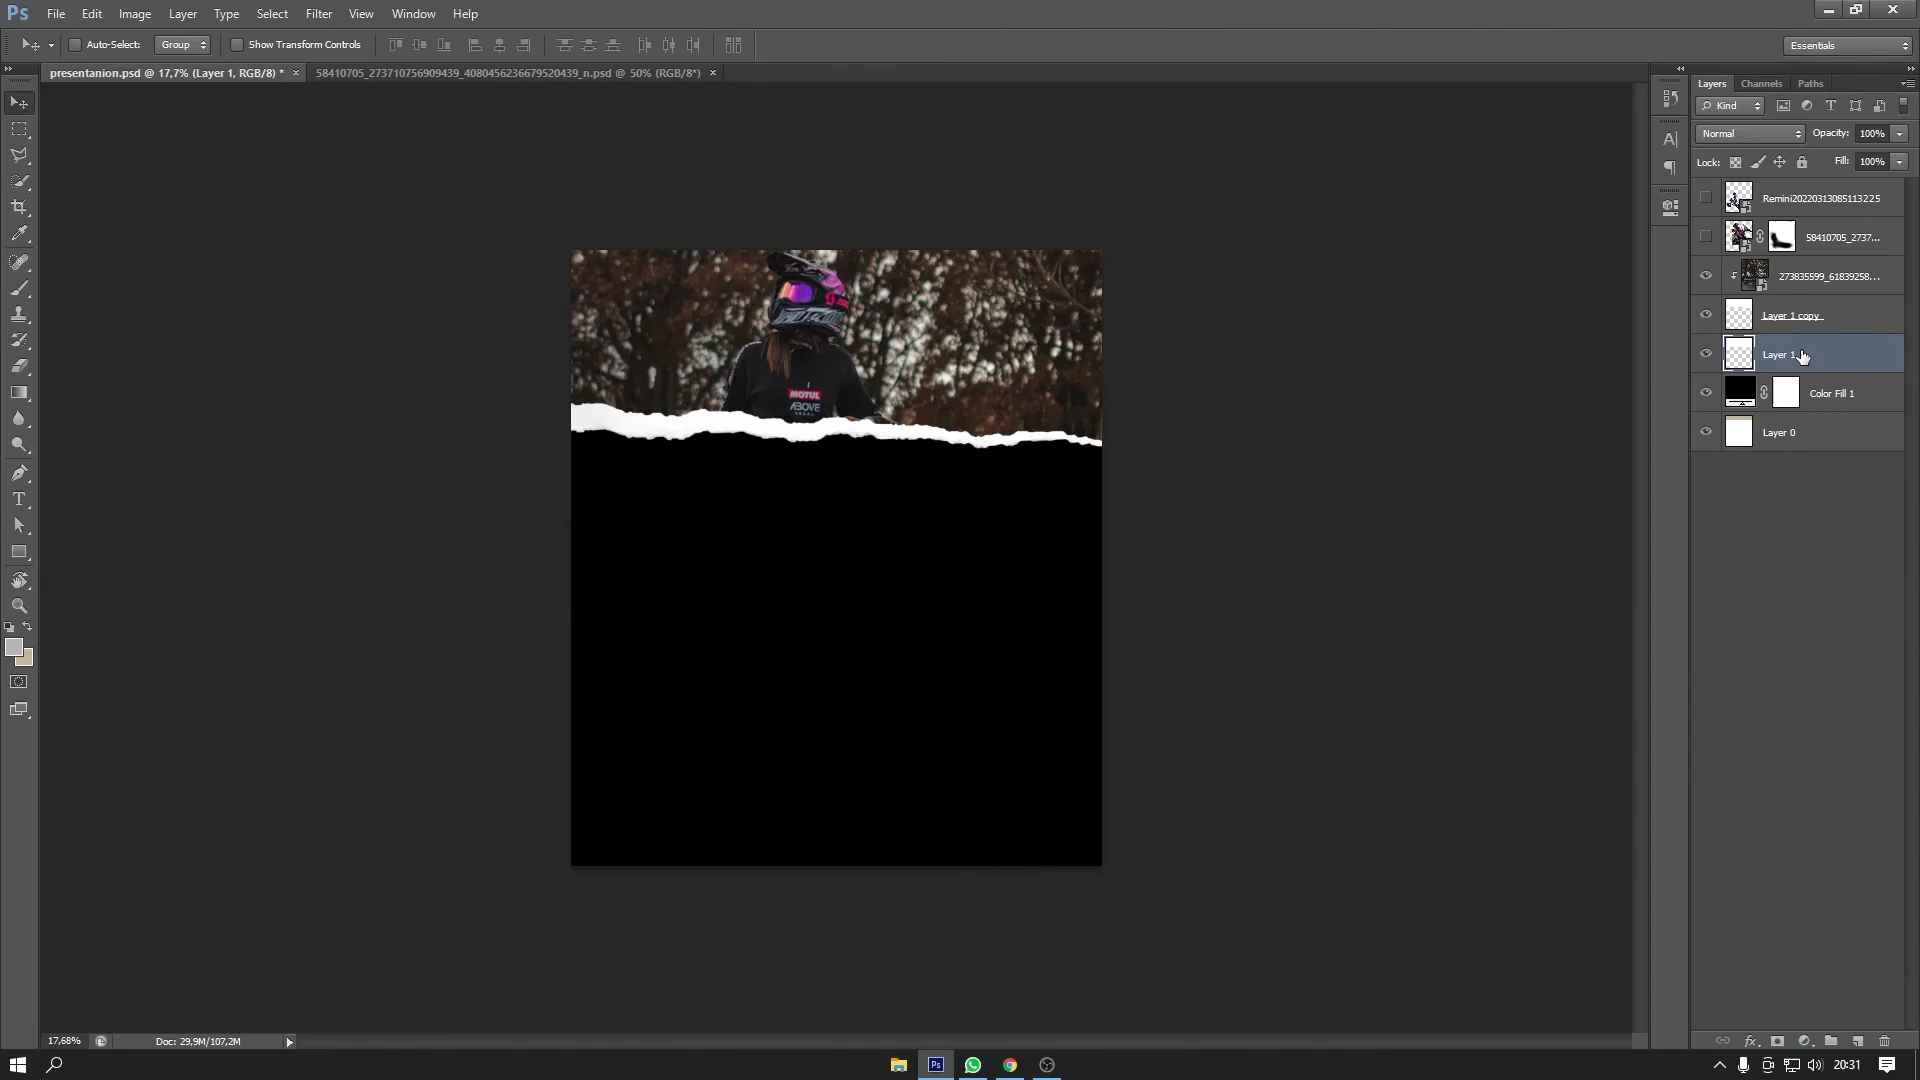 Ps File Edit Image Layer Type Select Filter View Window Help
Auto-Select: Group Show Transform Controls Essentials
presentanion.psd @ 17,7% (Layer 1, RGB/8) * × 58410705_273710756909439_4080456236679520439_n.psd @ 50% (RGB/8*) ×
Layers Channels Paths
Kind
Normal Opacity: 100%
Lock: Fill: 100%
Remini20220313085113225
58410705_2737...
273835599_61839258...
Layer 1 copy
Layer 1
Color Fill 1
Layer 0
MOTUL
ABOVE
17,68% Doc: 29,9M/107,2M
Ps 20:31